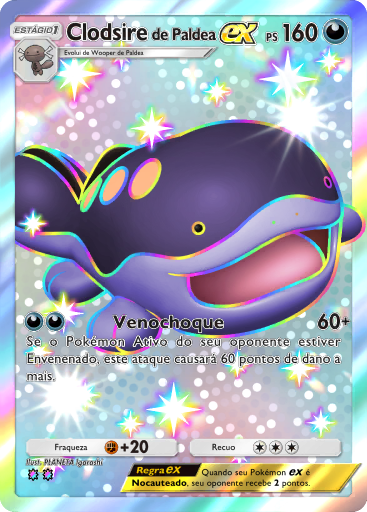 ESTÁGIO 1
Clodsire de Paldea ex PS 160
Evolui de Wooper de Paldea
Venochoque 60+
Se o Pokémon Ativo do seu oponente estiver
Envenenado, este ataque causará 60 pontos de dano a
mais.
Fraqueza +20 Recuo
Ilust. PLANETA Igarashi
Regra ex Quando seu Pokémon ex é
Nocauteado, seu oponente recebe 2 pontos.